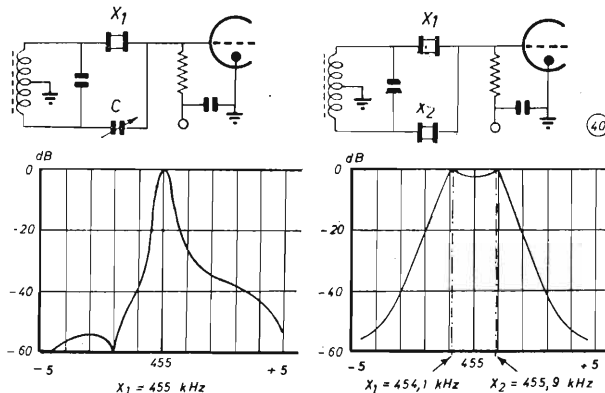 X1 X1
C X2
40
dB dB
0 0
-20 -20
-40 -40
-60 -60
-5 455 +5 -5 455 +5
X1 = 455 kHz X1 = 454,1 kHz X2 = 455,9 kHz